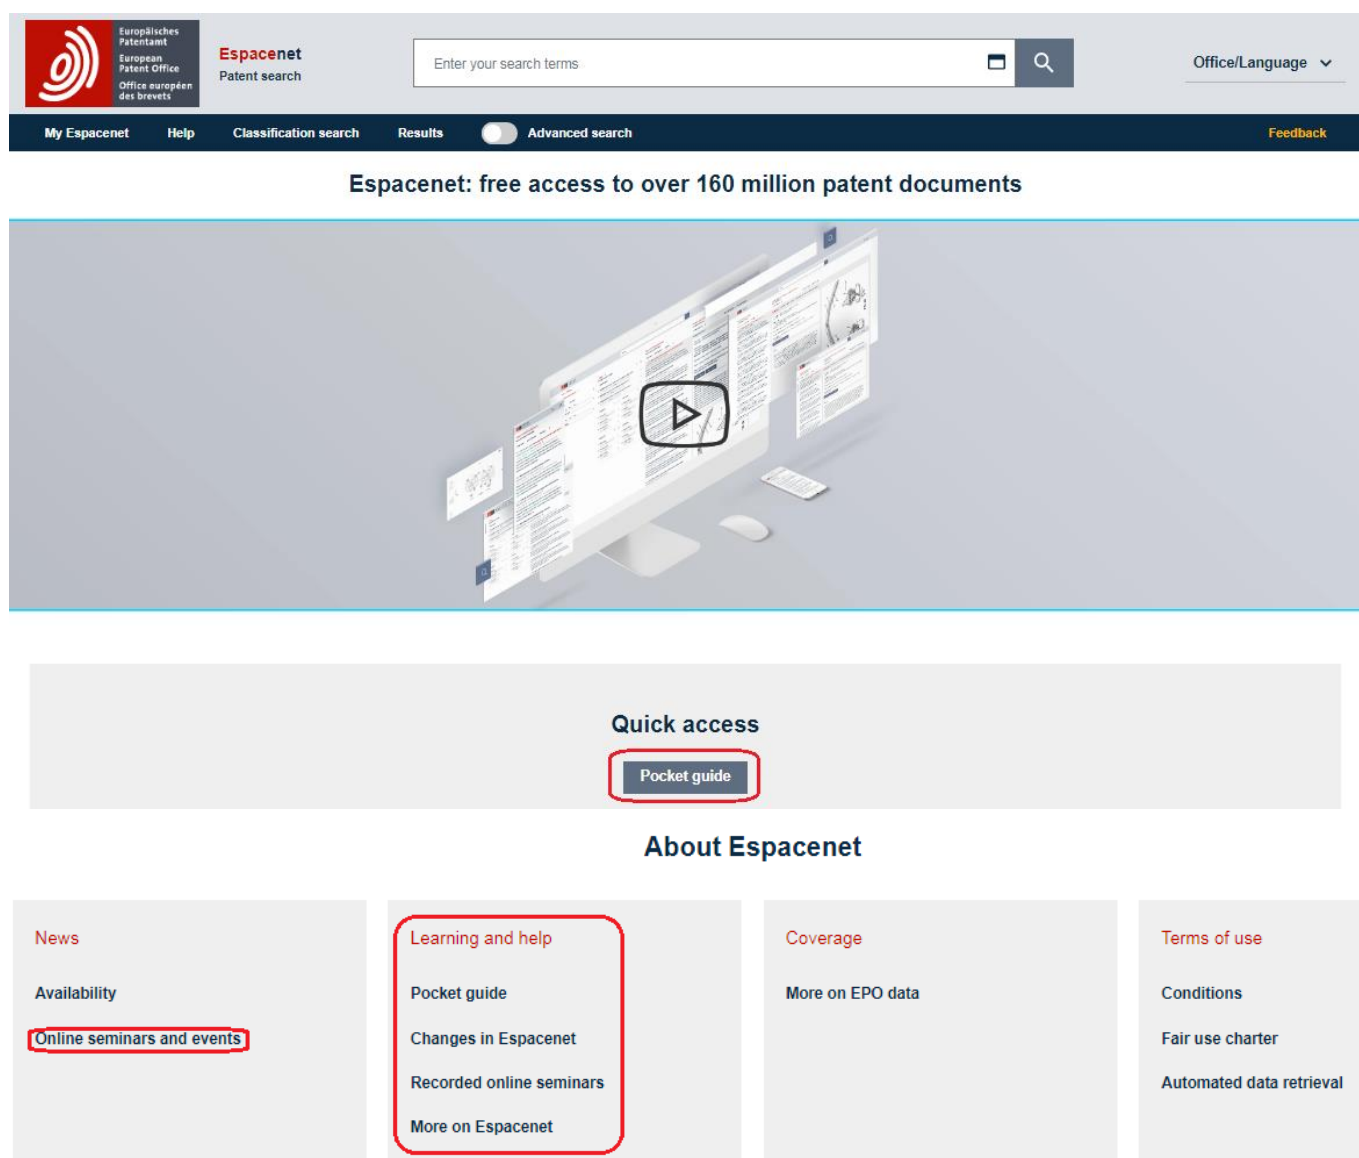 Europäisches
Patentamt
European
Patent Office
Office européen
des brevets
Espacenet
Patent search
Enter your search terms
Office/Language
My Espacenet Help Classification search Results Advanced search Feedback
Espacenet: free access to over 160 million patent documents
Quick access
Pocket guide
About Espacenet
News
Availability
Online seminars and events
Learning and help
Pocket guide
Changes in Espacenet
Recorded online seminars
More on Espacenet
Coverage
More on EPO data
Terms of use
Conditions
Fair use charter
Automated data retrieval